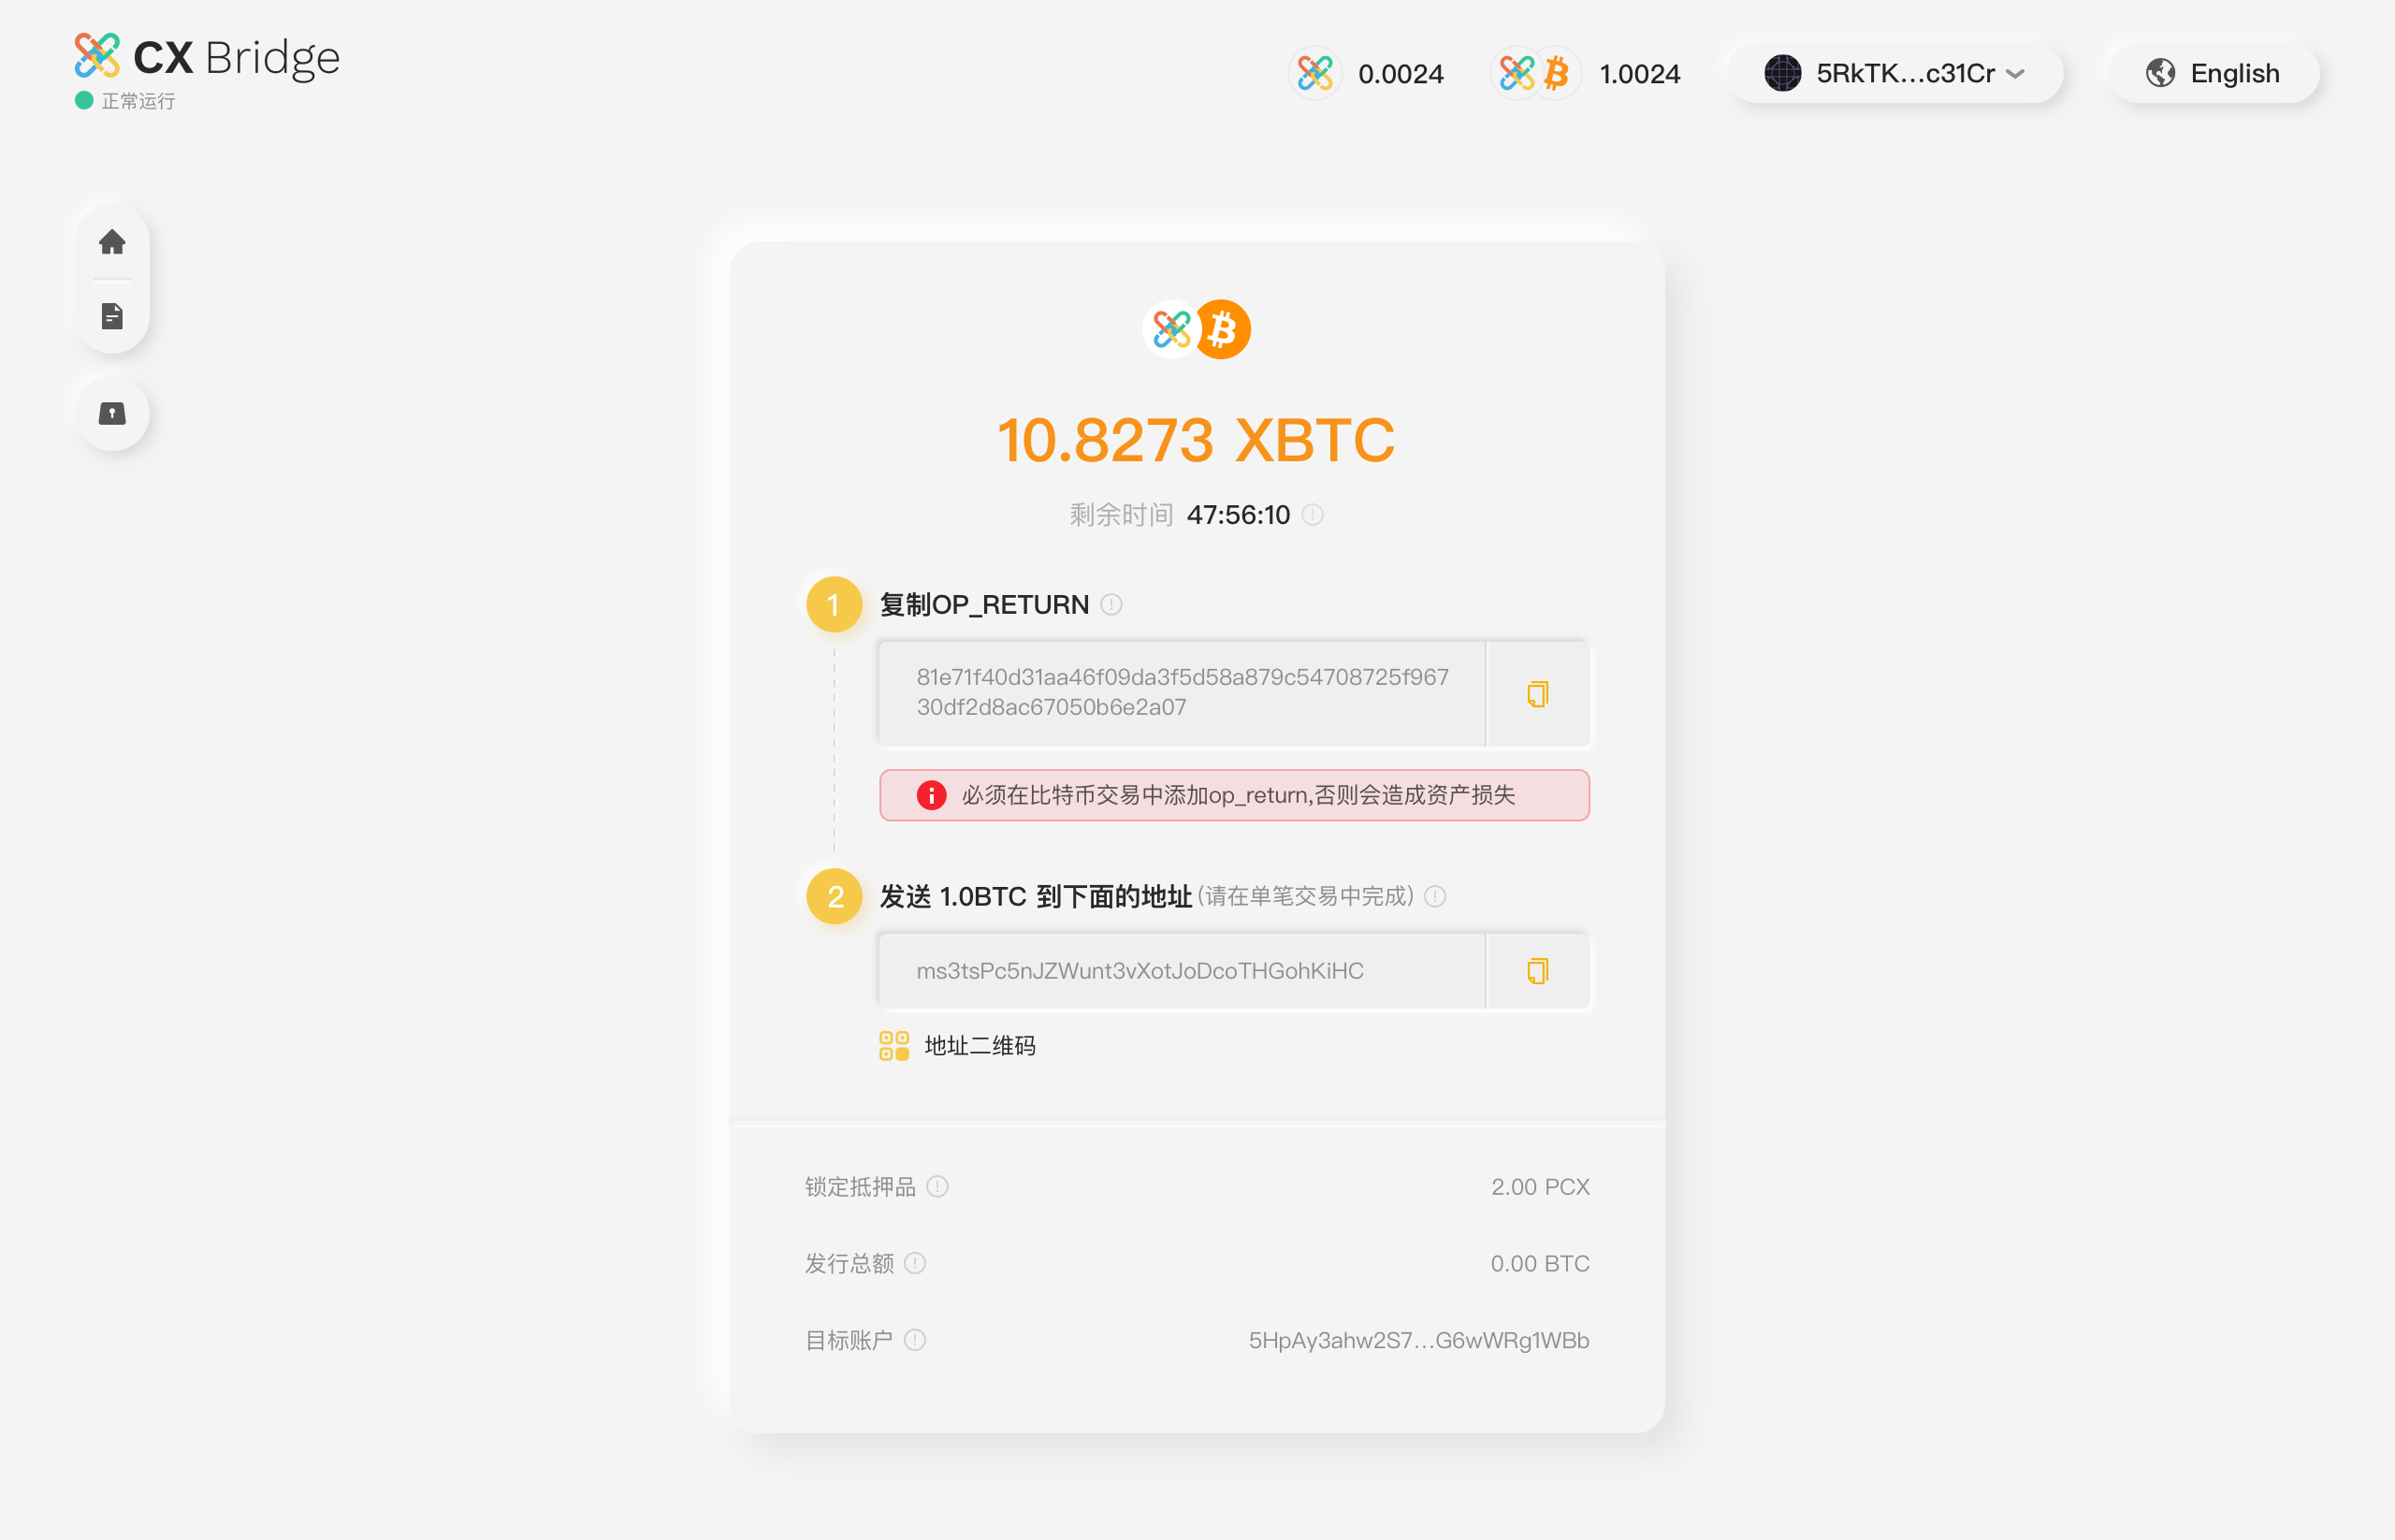 CX Bridge
正常运行
0.0024
1.0024
5RkTK...c31Cr
English
10.8273 XBTC
剩余时间 47:56:10
1
复制OP_RETURN
81e71f40d31aa46f09da3f5d58a879c54708725f967
30df2d8ac67050b6e2a07
必须在比特币交易中添加op_return,否则会造成资产损失
2
发送 1.0BTC 到下面的地址(请在单笔交易中完成)
ms3tsPc5nJZWunt3vXotJoDcoTHGohKiHC
地址二维码
锁定抵押品
2.00 PCX
发行总额
0.00 BTC
目标账户
5HpAy3ahw2S7...G6wWRg1WBb